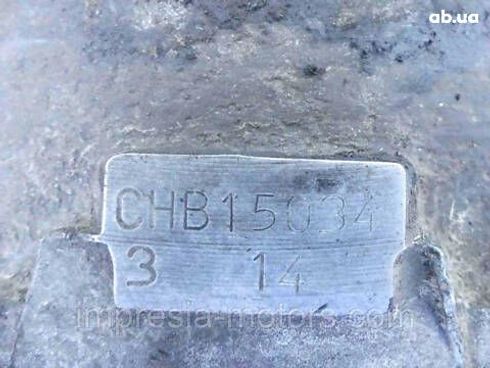 ab.ua
CHB15034
3 14
impresia-motors.com